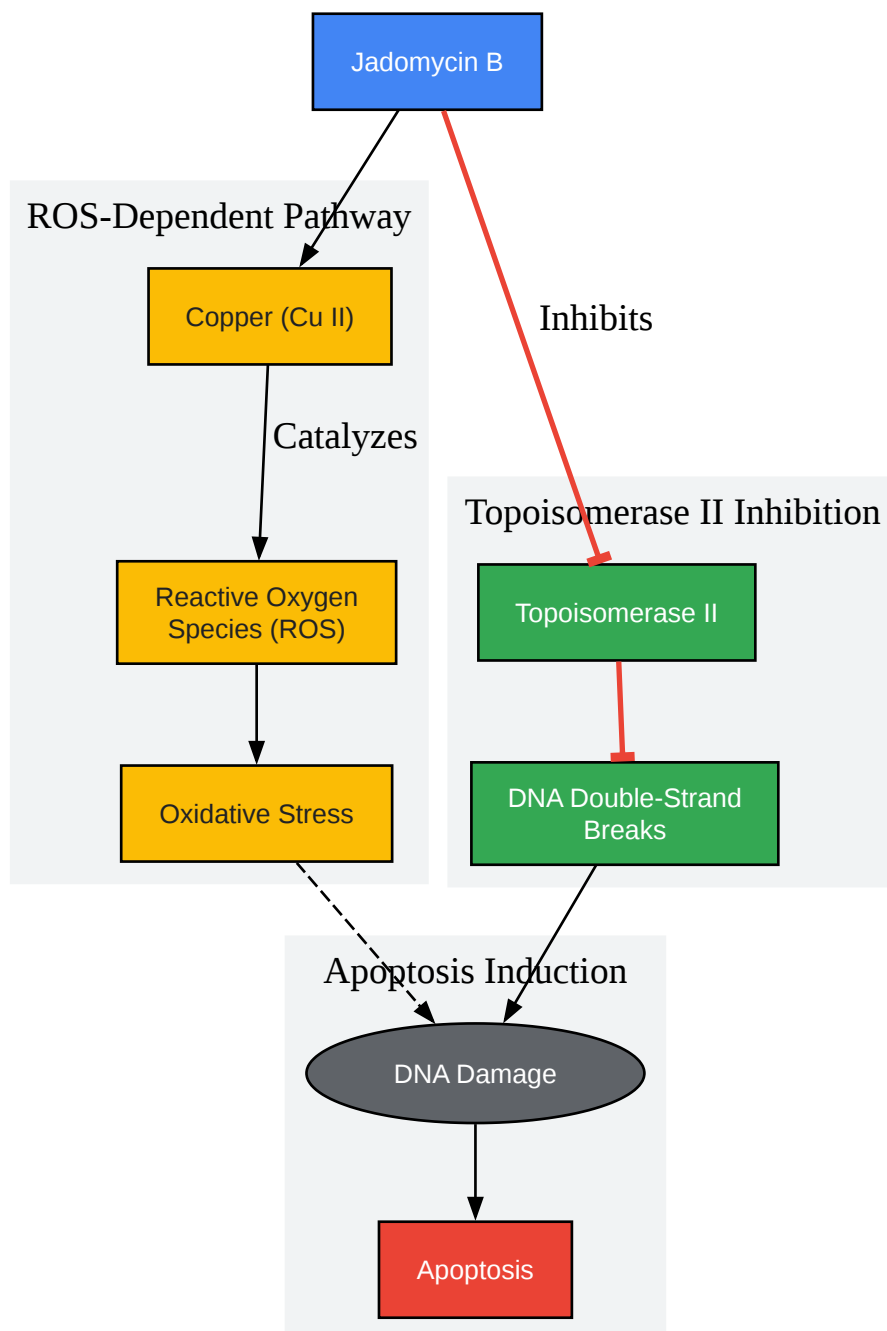 Jadomycin B
ROS-Dependent Pathway
Copper (Cu II)
Inhibits
Catalyzes
Topoisomerase II Inhibition
Reactive Oxygen
Species (ROS)
Topoisomerase II
Oxidative Stress
DNA Double-Strand
Breaks
Apoptosis Induction
DNA Damage
Apoptosis